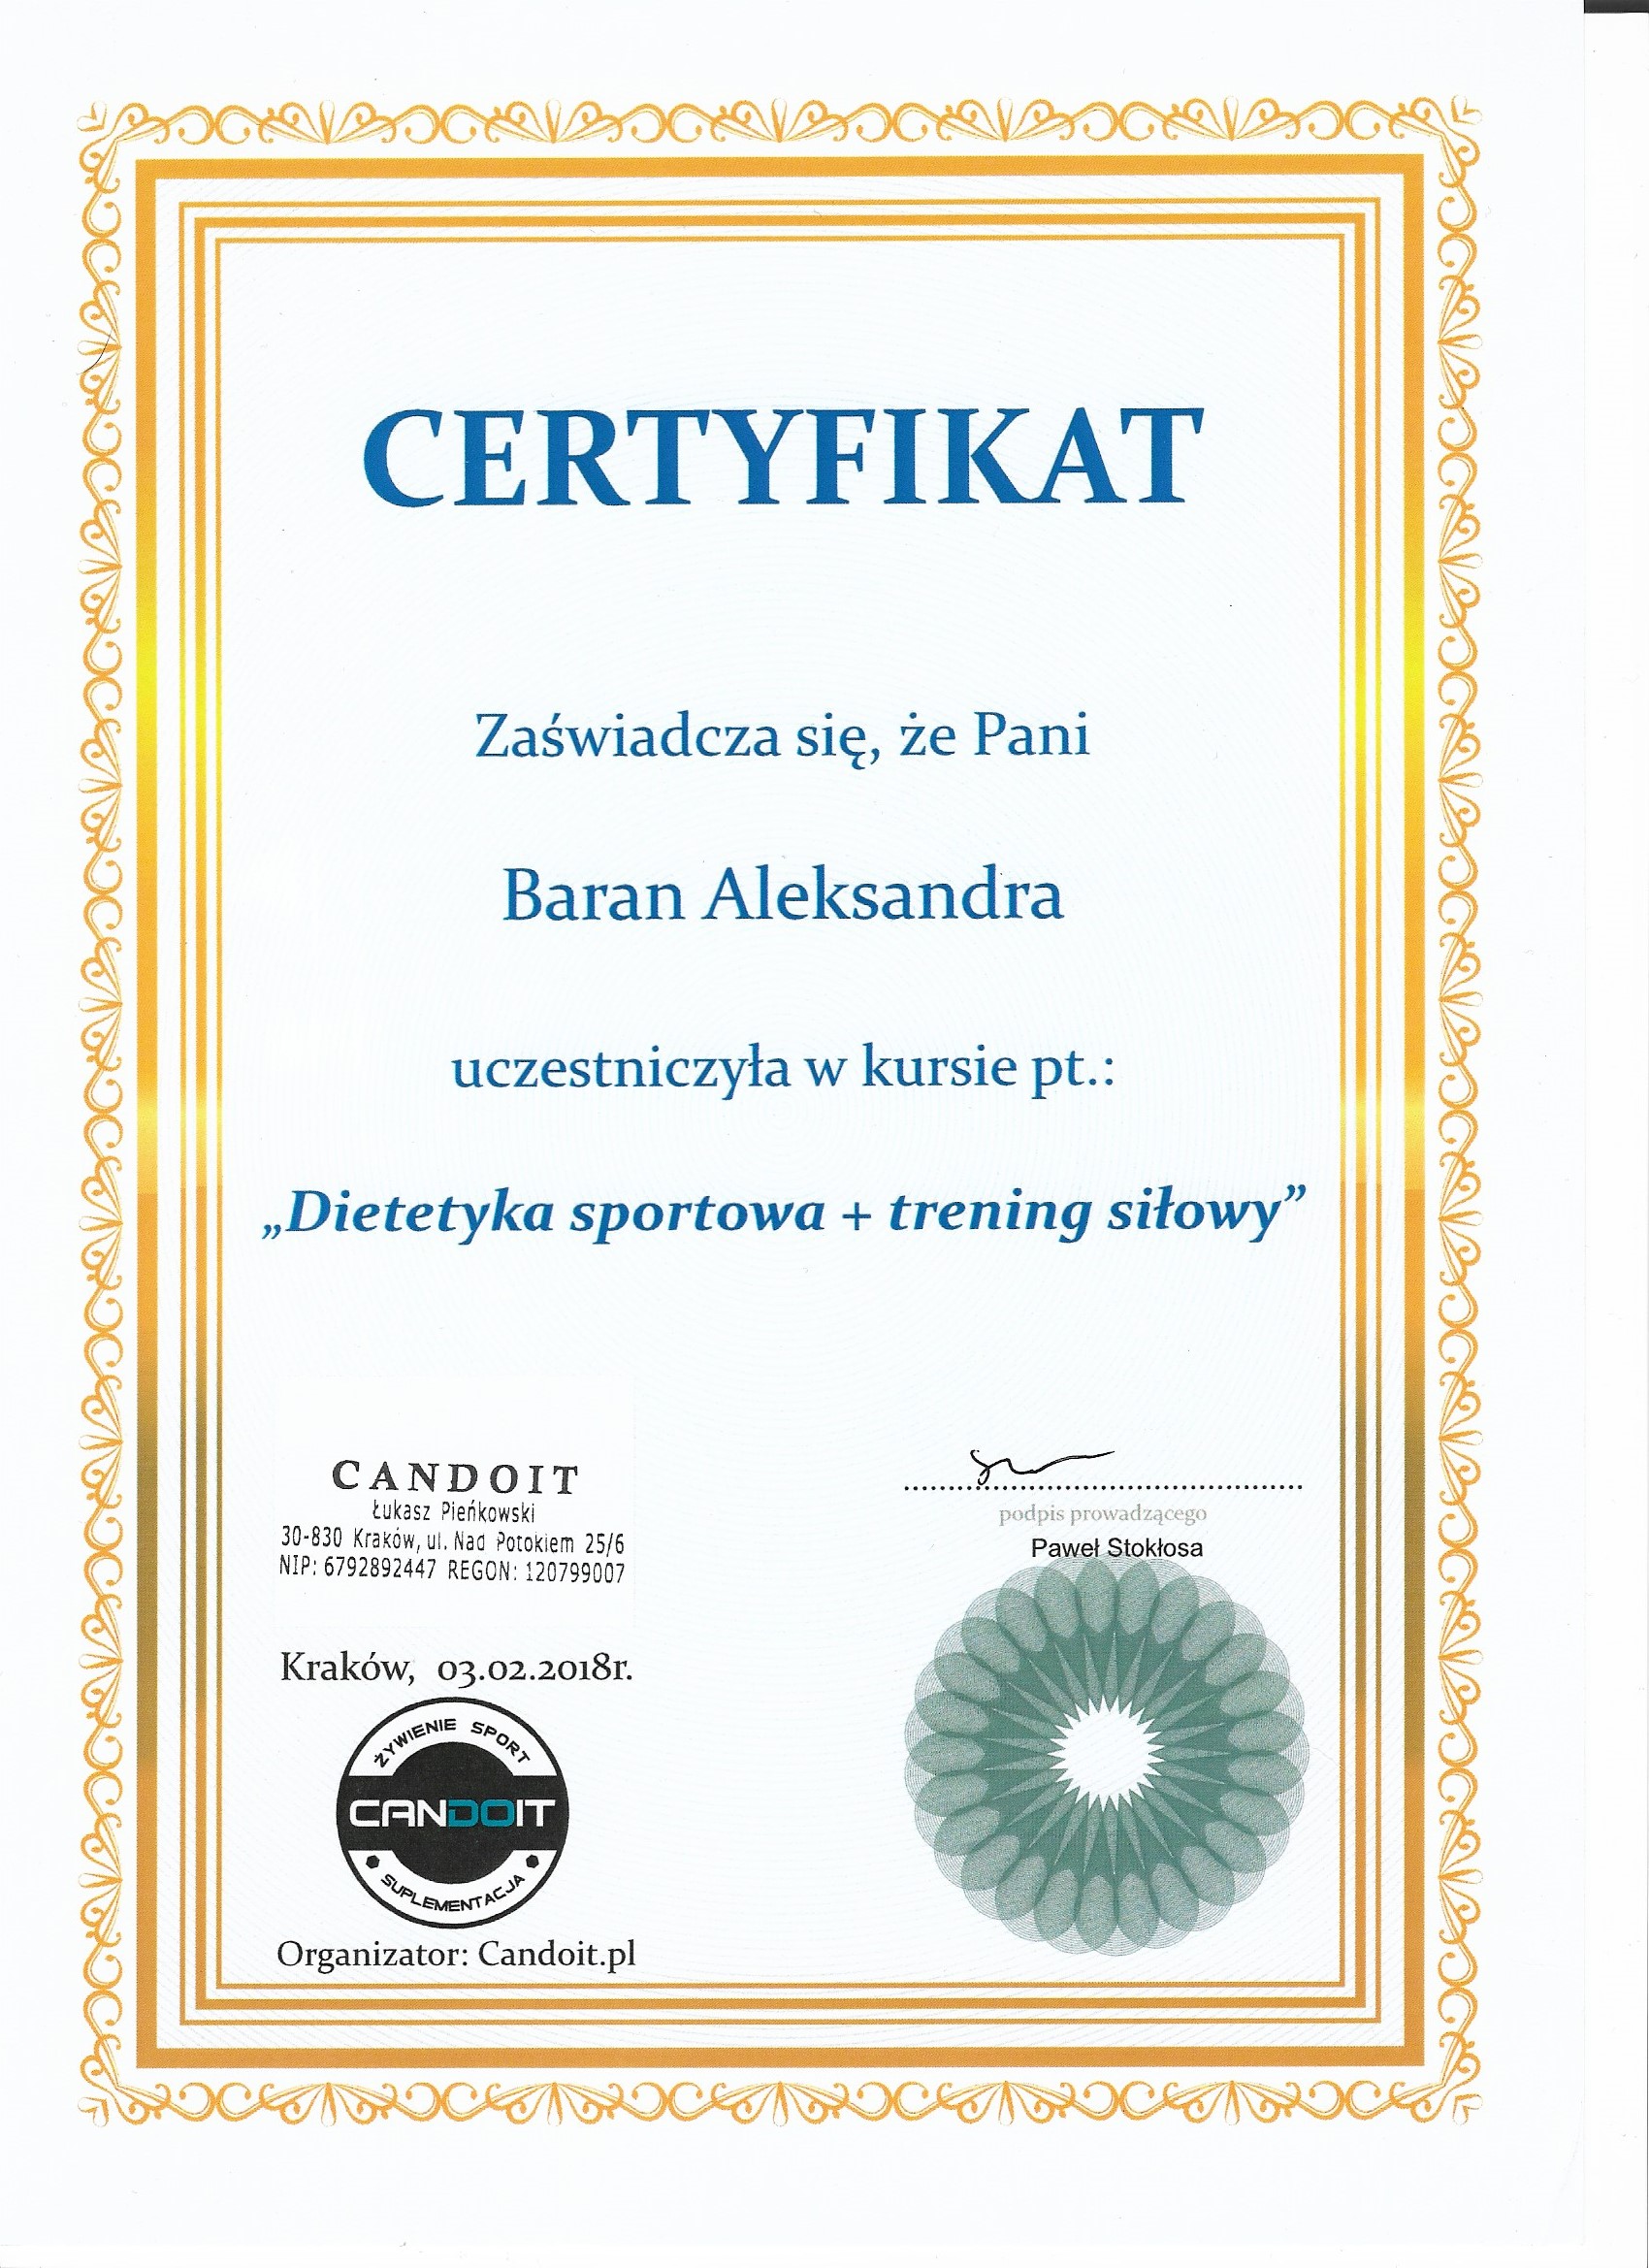 CERTYFIKAT
Zaświadcza się, że Pani
Baran Aleksandra
uczestniczyła w kursie pt.:
„Dietetyka sportowa + trening siłowy”
CANDOIT
Łukasz Pieńkowski
30-830 Kraków, ul. Nad Potokiem 25/6
NIP: 6792892447 REGON: 120799007
podpis prowadzącego
Paweł Stokłosa
Kraków, 03.02.2018r.
ŻYWIENIE SPORT
CANDOIT
SUPLEMENTACJA
Organizator: Candoit.pl